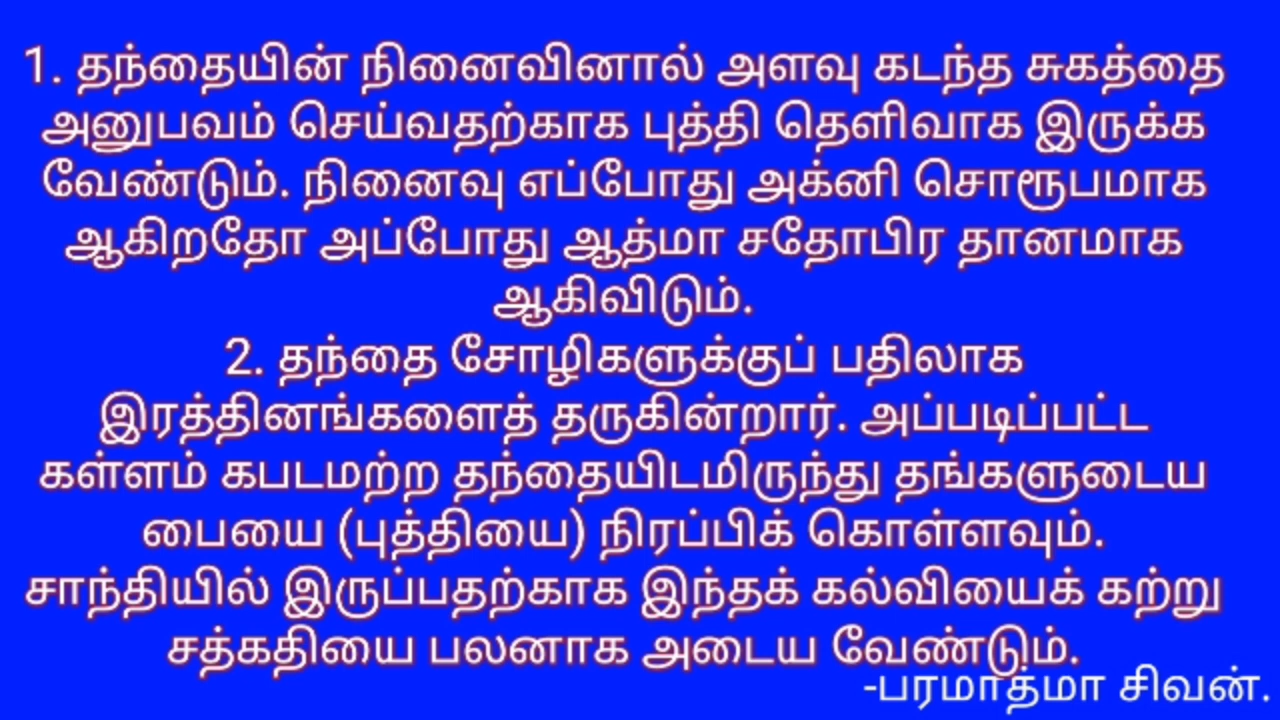 1. தந்தையின் நினைவினால் அளவு கடந்த சுகத்தை
அனுபவம் செய்வதற்காக புத்தி தெளிவாக இருக்க
வேண்டும். நினைவு எப்போது அக்னி சொரூபமாக
ஆகிறதோ அப்போது ஆத்மா சதோபிர தானமாக
ஆகிவிடும்.
2. தந்தை சோழிகளுக்குப் பதிலாக
இரத்தினங்களைத் தருகின்றார். அப்படிப்பட்ட
கள்ளம் கபடமற்ற தந்தையிடமிருந்து தங்களுடைய
பையை (புத்தியை) நிரப்பிக் கொள்ளவும்.
சாந்தியில் இருப்பதற்காக இந்தக் கல்வியைக் கற்று
சத்கதியை பலனாக அடைய வேண்டும்.
-பரமாத்மா சிவன்.